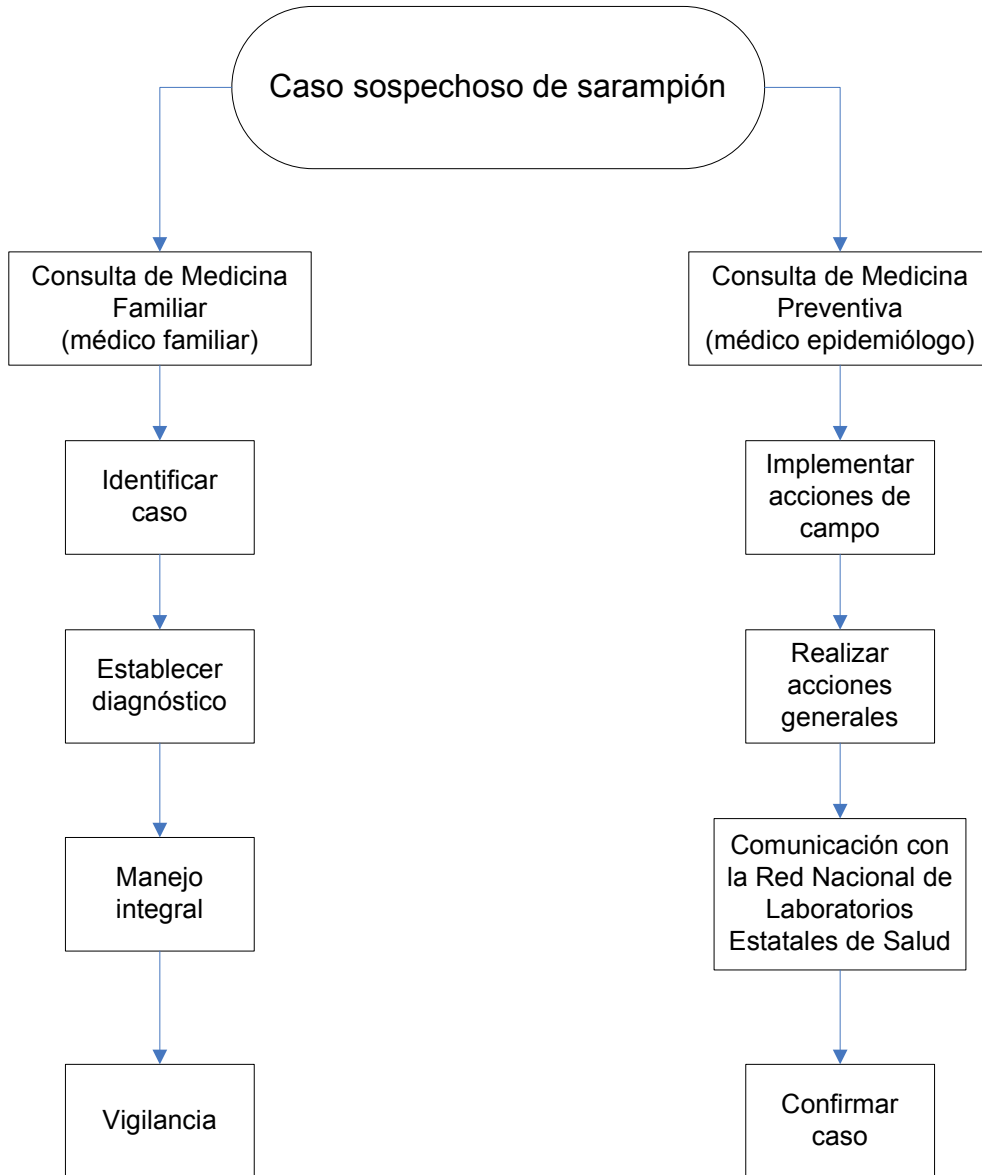 Caso sospechoso de sarampión
Consulta de Medicina
Familiar
(médico familiar)
Identificar
caso
Establecer
diagnóstico
Manejo
integral
Vigilancia
Consulta de Medicina
Preventiva
(médico epidemiólogo)
Implementar
acciones de
campo
Realizar
acciones
generales
Comunicación con
la Red Nacional de
Laboratorios
Estatales de Salud
Confirmar
caso